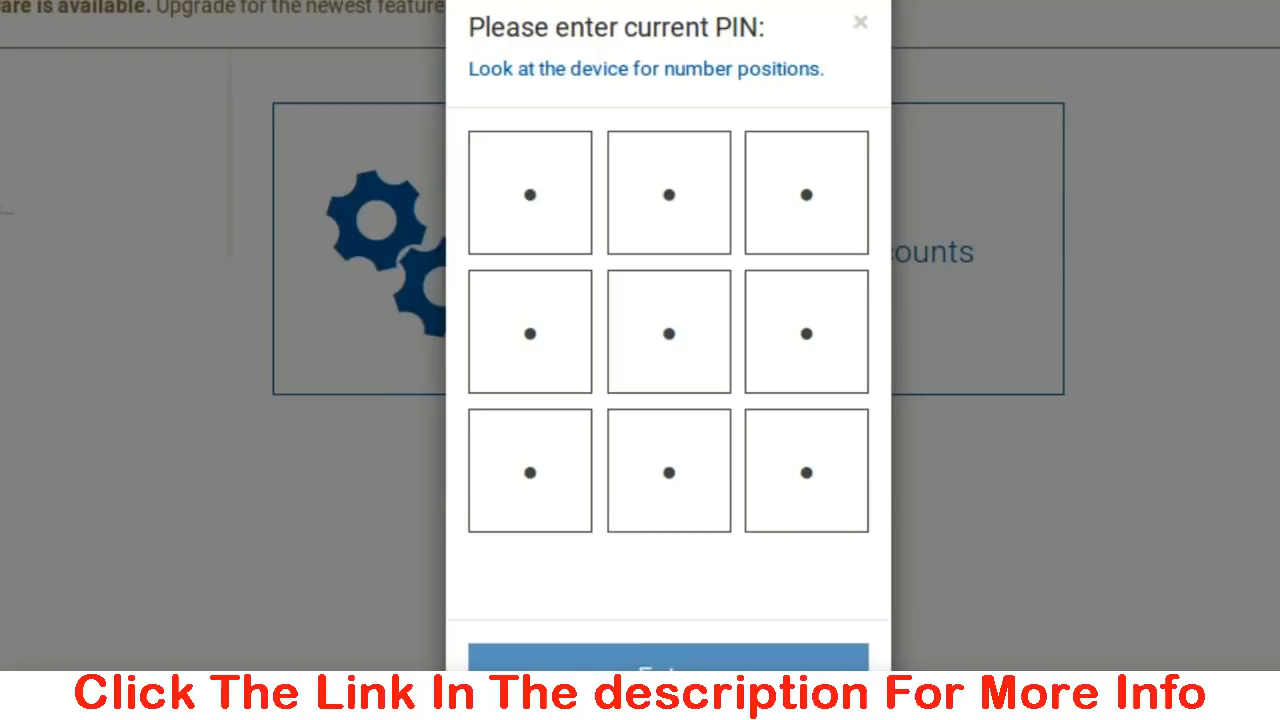 are is available. Upgrade for the newest feature
Please enter current PIN:
×
Look at the device for number positions.
...
counts
Click The Link In The description For More Info